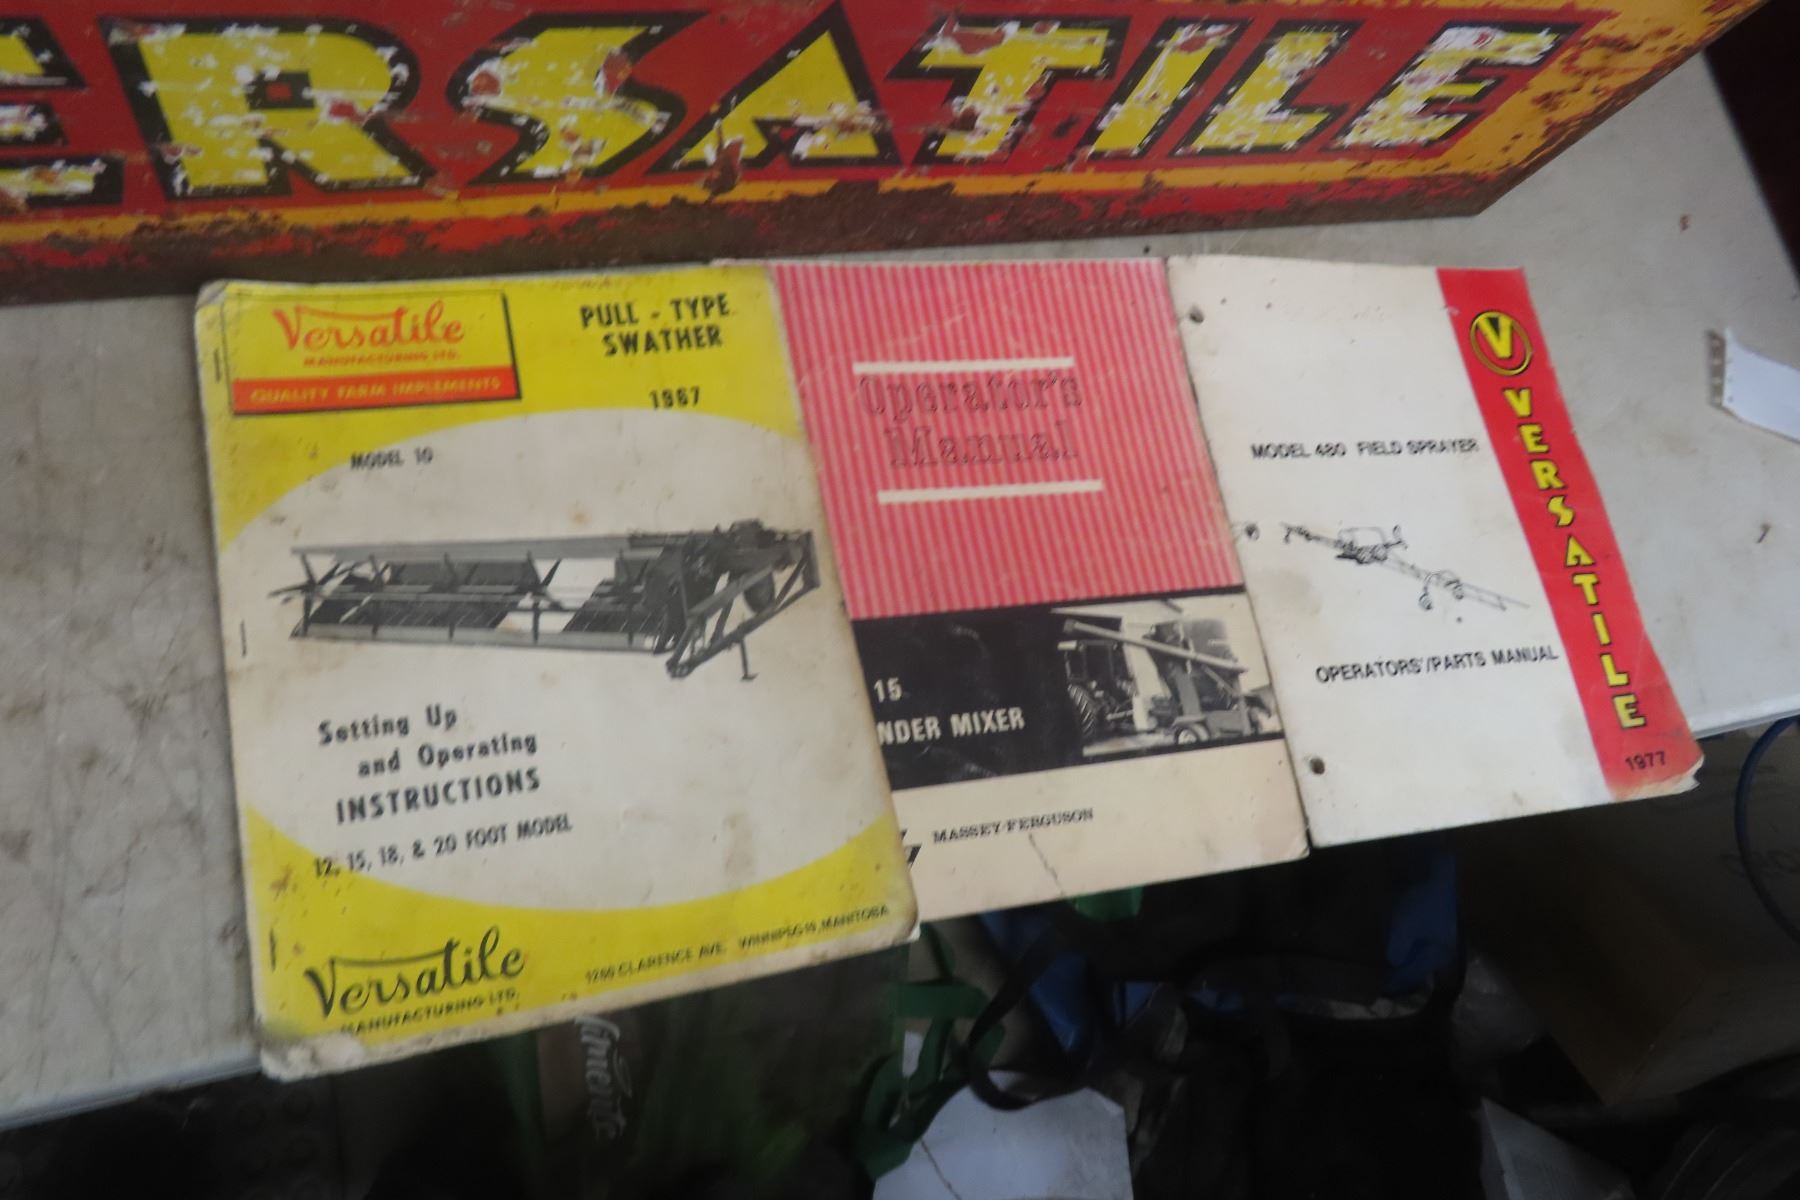 ERSATILE
Versatile
MANUFACTURING LTD.
QUALITY FARM IMPLEMENTS
PULL - TYPE
SWATHER
1967
MODEL 10
Setting Up
and Operating
INSTRUCTIONS
12, 15, 18, & 20 FOOT MODEL
Versatile
MANUFACTURING LTD.
1260 CLARENCE AVE. WINNIPEG 19, MANITOBA
Operator's
Manual
15
NDER MIXER
MASSEY-FERGUSON
V VERSATILE
MODEL 480 FIELD SPRAYER
OPERATORS'/PARTS MANUAL
1977